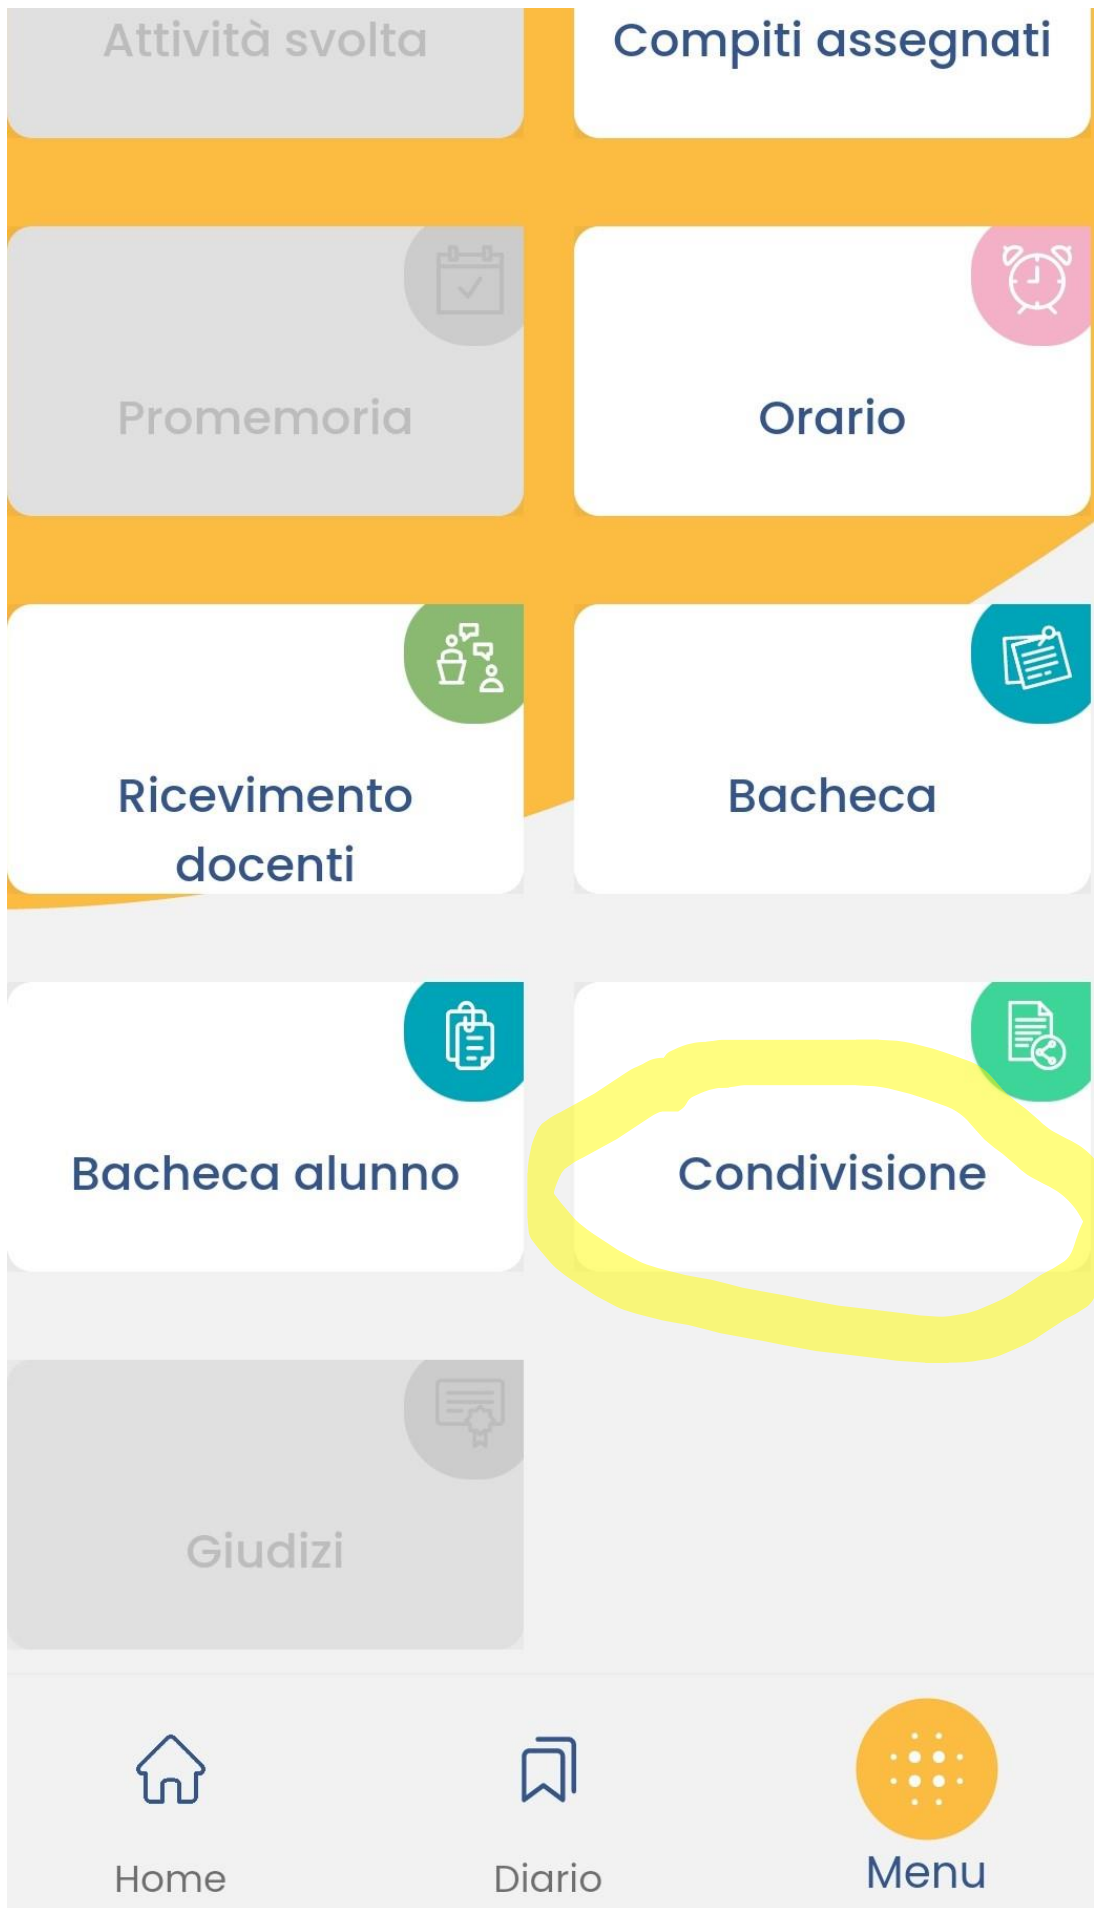 Attività svolta
Compiti assegnati
Promemoria
Orario
Ricevimento
docenti
Bacheca
Bacheca alunno
Condivisione
Giudizi
Home
Diario
Menu